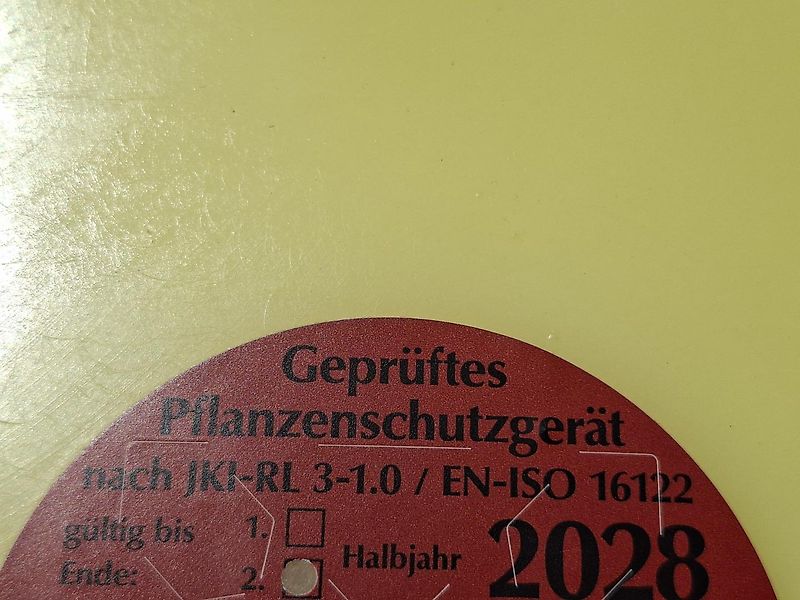 Geprüftes
Pflanzenschutzgerät
nach JKI-RL 3-1.0 / EN-ISO 16122
gültig bis 1.
Ende: 2. Halbjahr 2028